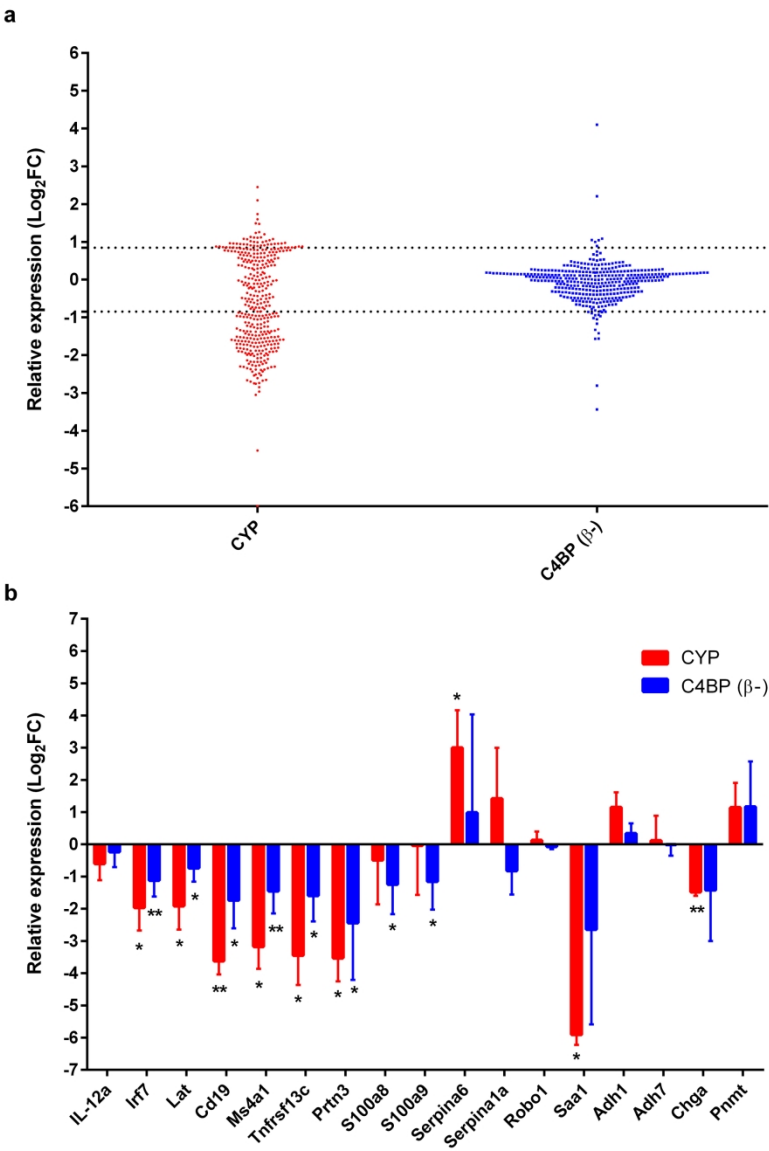 a
Relative expression (Log2FC)
6
5
4
3
2
1
0
-1
-2
-3
-4
-5
-6
CYP
C4BP (β-)
b
Relative expression (Log2FC)
7
6
5
4
3
2
1
0
-1
-2
-3
-4
-5
-6
-7
CYP
C4BP (β-)
*
* ** * * ** * ** * * * * * * * ** *
IL-12a
Irf7
Lat
Cd19
Ms4a1
Tnfrsf13c
Prtn3
S100a8
S100a9
Serpina6
Serpina1a
Robo1
Saa1
Adh1
Adh7
Chga
Pnmt